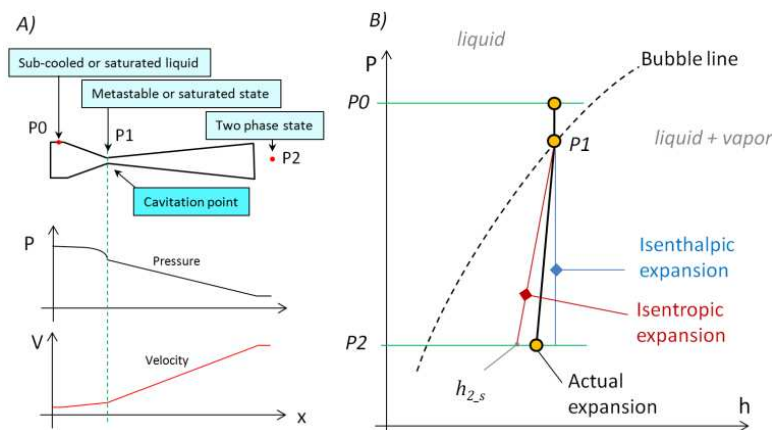 A)
Sub-cooled or saturated liquid
Metastable or saturated state
P0
P1
Two phase state
P2
Cavitation point
P
Pressure
V
Velocity
x
B)
liquid
P
Bubble line
P0
P1
liquid + vapor
Isenthalpic
expansion
Isentropic
expansion
P2
h2_s
Actual
expansion
h